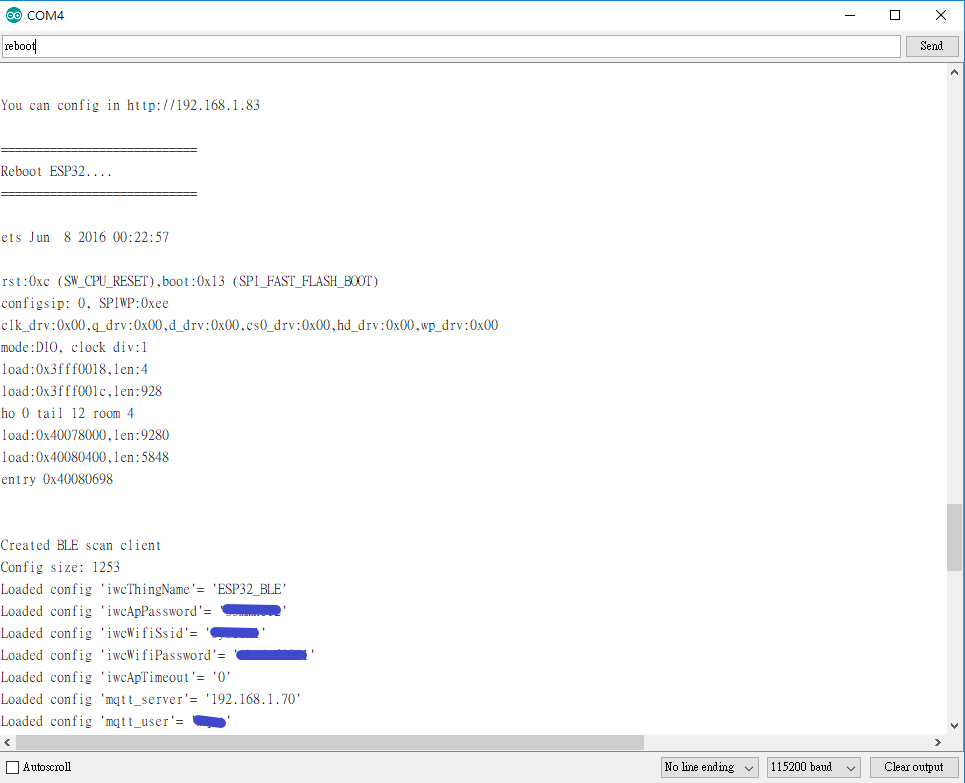 COM4
reboot
Send
You can config in http://192.168.1.83
============================
Reboot ESP32....
============================
ets Jun  8 2016 00:22:57
rst:0xc (SW_CPU_RESET),boot:0x13 (SPI_FAST_FLASH_BOOT)
configsip: 0, SPIWP:0xee
clk_drv:0x00,q_drv:0x00,d_drv:0x00,cs0_drv:0x00,hd_drv:0x00,wp_drv:0x00
mode:DIO, clock div:1
load:0x3fff0018,len:4
load:0x3fff001c,len:928
ho 0 tail 12 room 4
load:0x40078000,len:9280
load:0x40080400,len:5848
entry 0x40080698
Created BLE scan client
Config size: 1253
Loaded config 'iwcThingName'= 'ESP32_BLE'
Loaded config 'iwcApPassword'= ' '
Loaded config 'iwcWifiSsid'= ' '
Loaded config 'iwcWifiPassword'= ' '
Loaded config 'iwcApTimeout'= '0'
Loaded config 'mqtt_server'= '192.168.1.70'
Loaded config 'mqtt_user'= ' '
Autoscroll
No line ending
115200 baud
Clear output